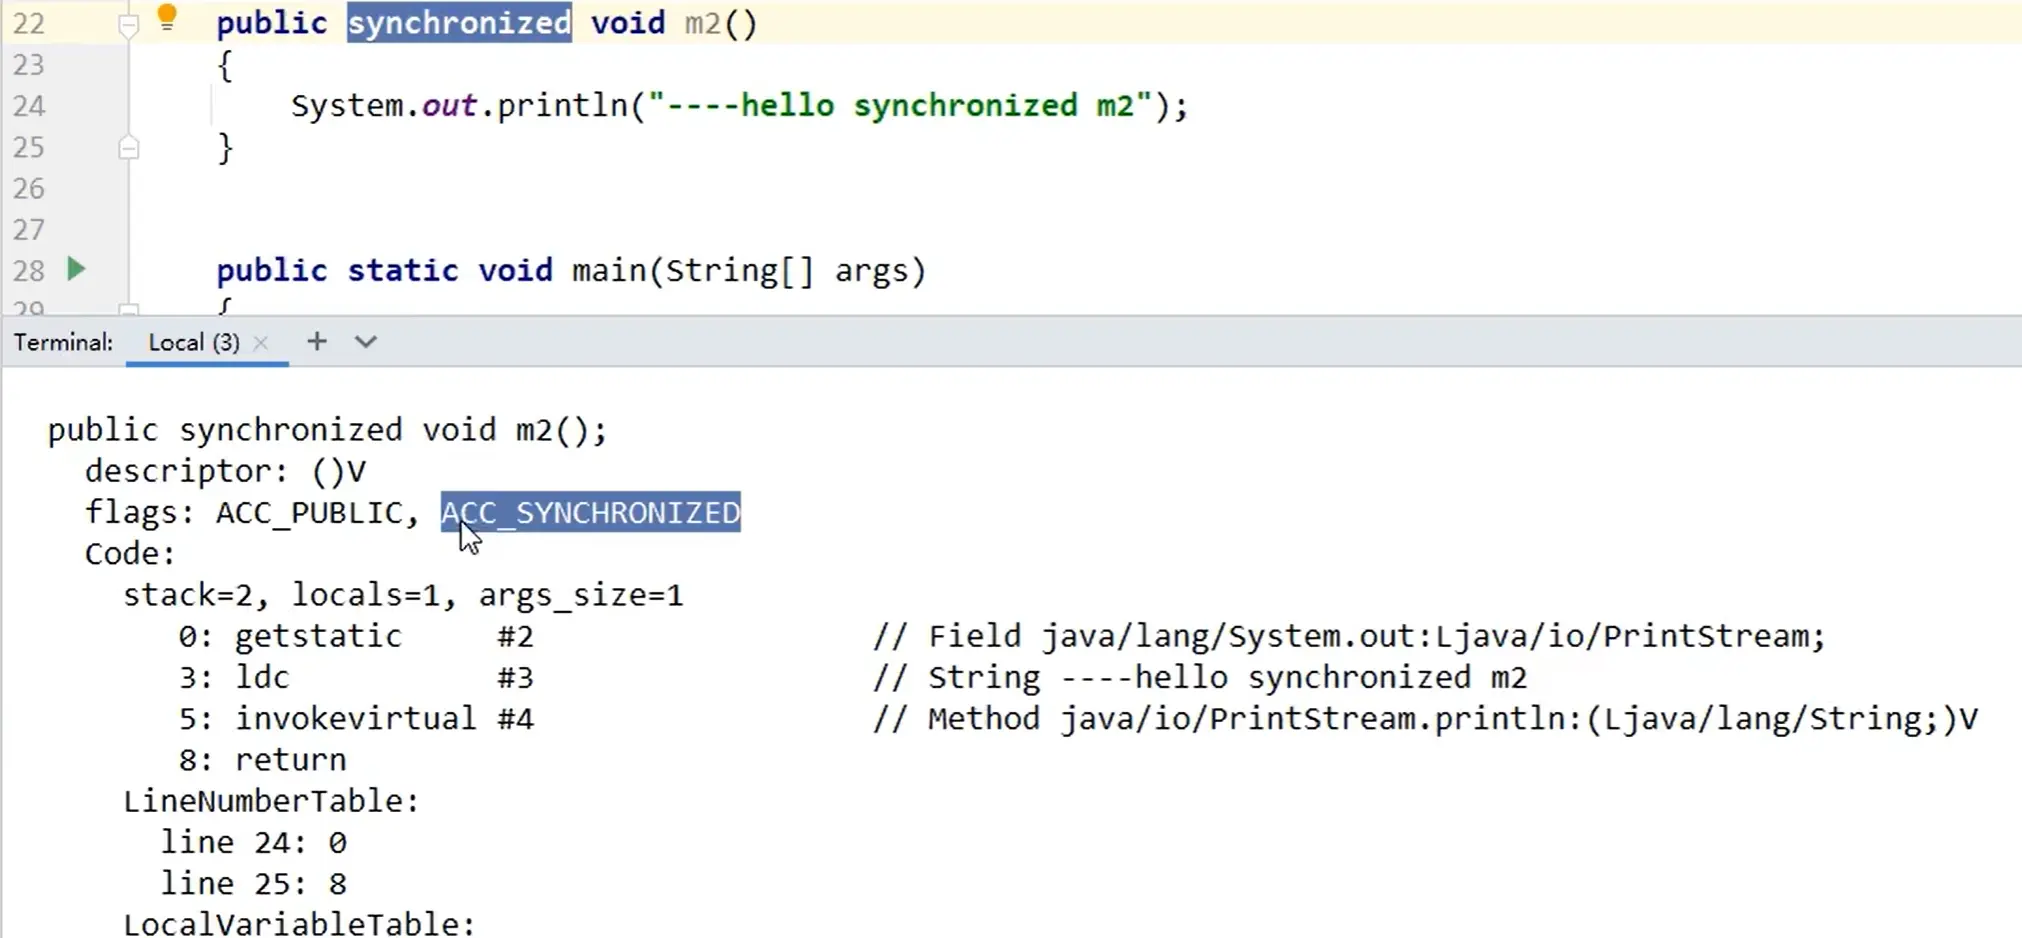 22 public synchronized void m2()
23 {
24 System.out.println("----hello synchronized m2");
25 }
26
27
28 public static void main(String[] args)
29 {
Terminal: Local (3) × +
public synchronized void m2();
descriptor: ()V
flags: ACC_PUBLIC, ACC_SYNCHRONIZED
Code:
stack=2, locals=1, args_size=1
0: getstatic #2 // Field java/lang/System.out:Ljava/io/PrintStream;
3: ldc #3 // String ----hello synchronized m2
5: invokevirtual #4 // Method java/io/PrintStream.println:(Ljava/lang/String;)V
8: return
LineNumberTable:
line 24: 0
line 25: 8
LocalVariableTable: